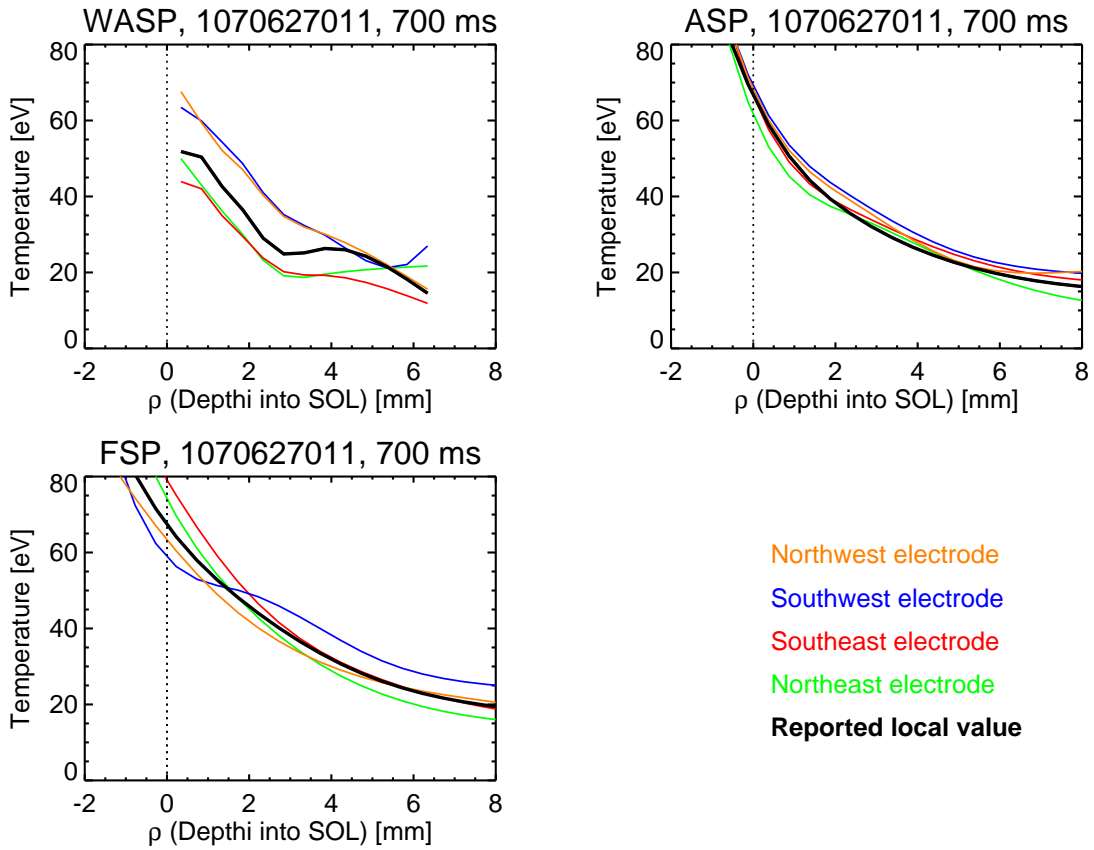 WASP, 1070627011, 700 ms
80
60
40
20
0
Temperature [eV]
-2 0 2 4 6 8
ρ (Depthi into SOL) [mm]
ASP, 1070627011, 700 ms
80
60
40
20
0
Temperature [eV]
-2 0 2 4 6 8
ρ (Depthi into SOL) [mm]
FSP, 1070627011, 700 ms
80
60
40
20
0
Temperature [eV]
-2 0 2 4 6 8
ρ (Depthi into SOL) [mm]
Northwest electrode
Southwest electrode
Southeast electrode
Northeast electrode
Reported local value